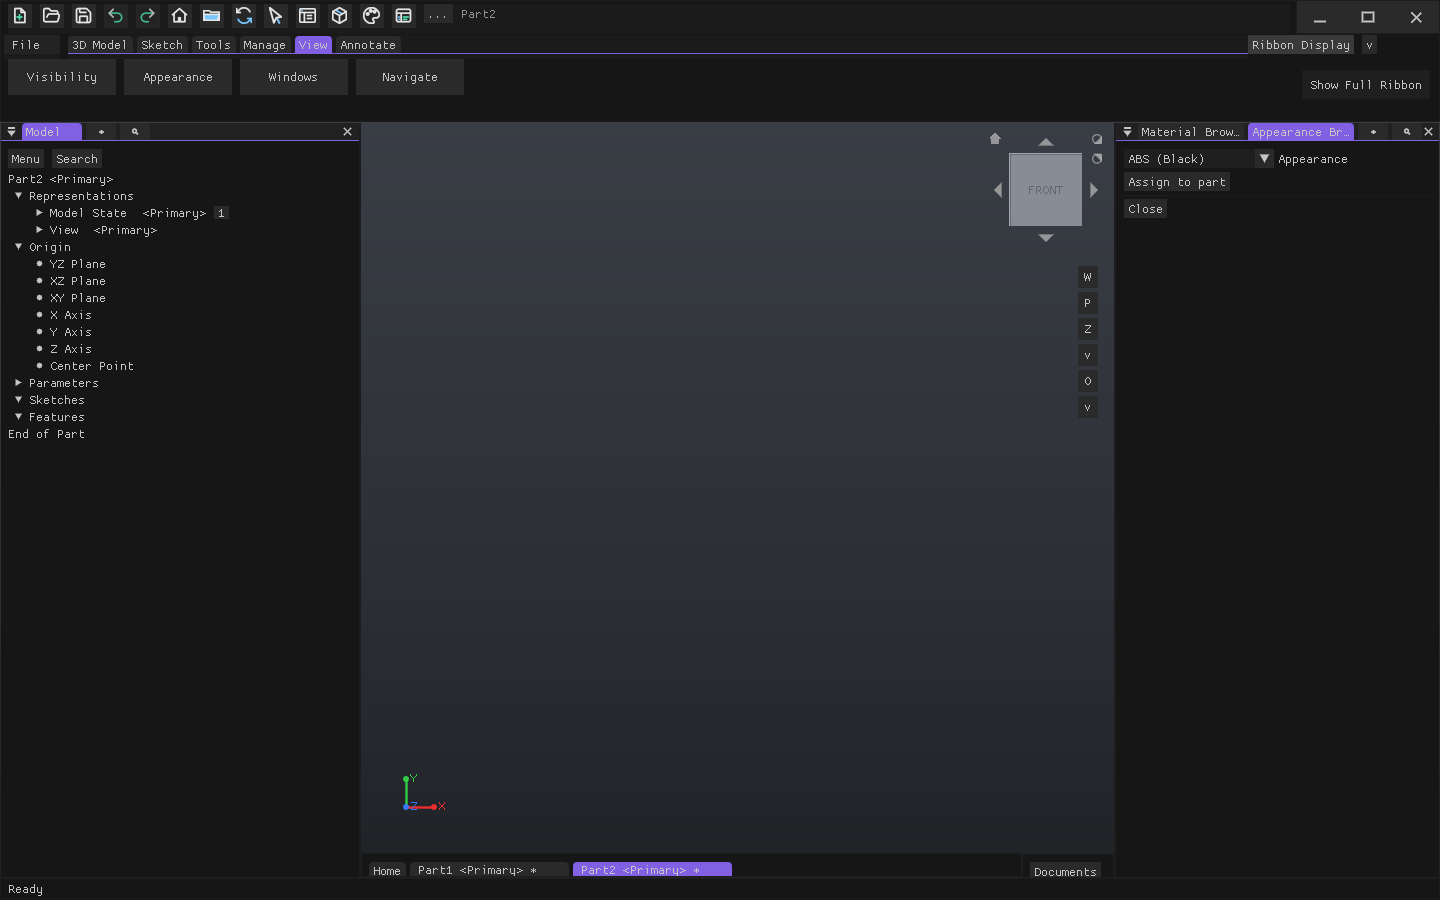 ... Part2
File 3D Model Sketch Tools Manage View Annotate Ribbon Display v
Visibility Appearance Windows Navigate
Show Full Ribbon
Model
Menu Search
Part2 <Primary>
Representations
Model State <Primary> 1
View <Primary>
Origin
YZ Plane
XZ Plane
XY Plane
X Axis
Y Axis
Z Axis
Center Point
Parameters
Sketches
Features
End of Part
FRONT
W
P
Z
v
O
v
Y
Z X
Material Brow…
Appearance Br…
ABS (Black) Appearance
Assign to part
Close
Home Part1 <Primary> * Part2 <Primary> * Documents
Ready